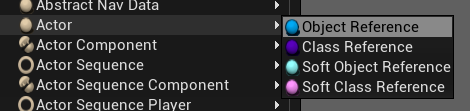 Abstract Nav Data
Actor
Actor Component
Actor Sequence
Actor Sequence Component
Actor Sequence Player
Object Reference
Class Reference
Soft Object Reference
Soft Class Reference